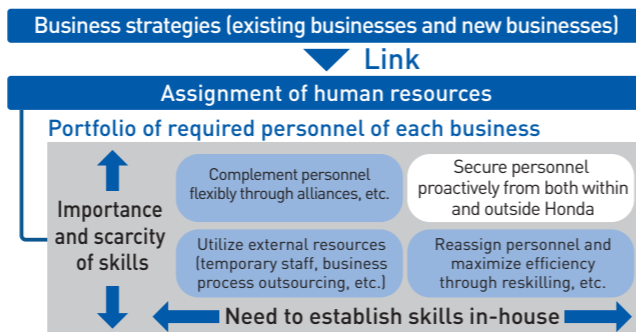 Business strategies (existing businesses and new businesses)
Link
Assignment of human resources
Portfolio of required personnel of each business
Importance
and scarcity
of skills
Complement personnel
flexibly through alliances, etc.
Secure personnel
proactively from both within
and outside Honda
Utilize external resources
(temporary staff, business
process outsourcing, etc.)
Reassign personnel and
maximize efficiency
through reskilling, etc.
Need to establish skills in-house